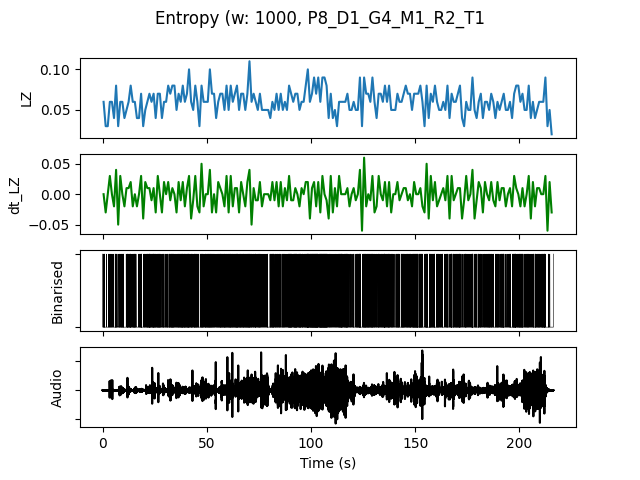 Entropy (w: 1000, P8_D1_G4_M1_R2_T1
0.10
0.05
LZ
0.05
0.00
−0.05
dt_LZ
Binarised
Audio
0 50 100 150 200
Time (s)